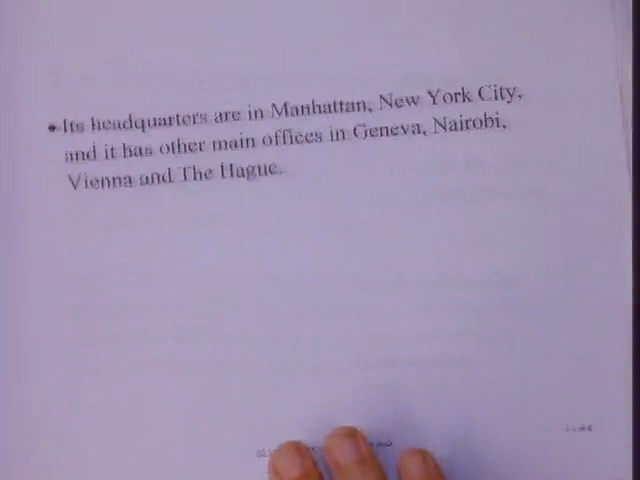 • Its headquarters are in Manhattan, New York City,
and it has other main offices in Geneva, Nairobi,
Vienna and The Hague.